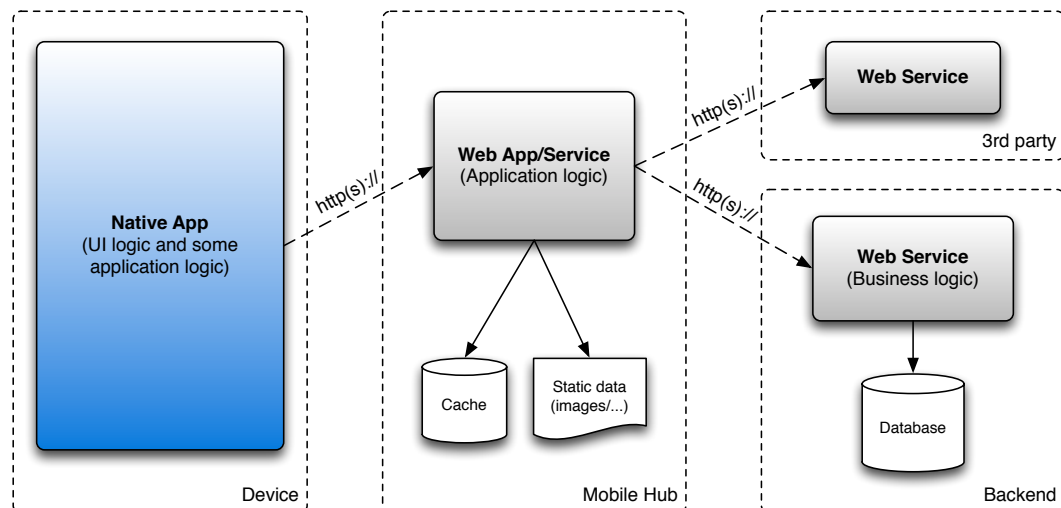 Native App
(UI logic and some
application logic)
Device
http(s)://
Web App/Service
(Application logic)
Cache
Static data
(images/...)
Mobile Hub
http(s)://
http(s)://
Web Service
3rd party
Web Service
(Business logic)
Database
Backend